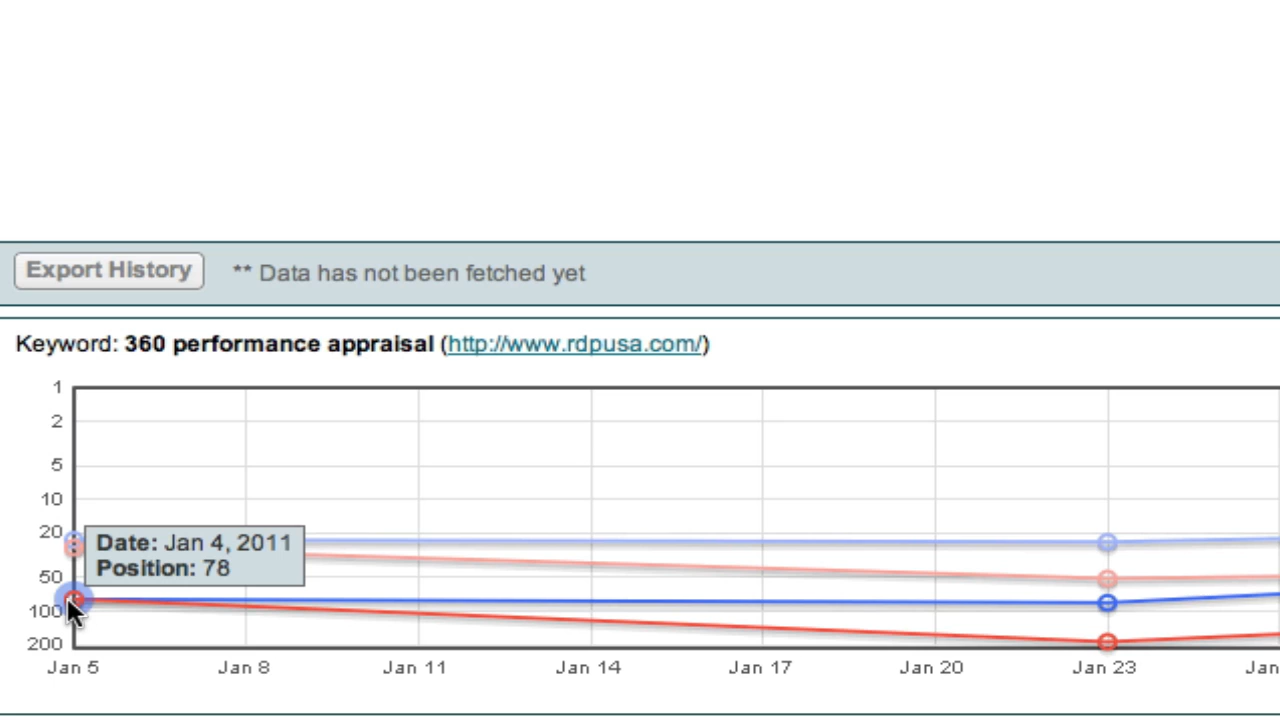 Export History ** Data has not been fetched yet
Keyword: 360 performance appraisal (http://www.rdpusa.com/)
1
2
5
10
20
Date: Jan 4, 2011
Position: 78
50
100
200
Jan 5 Jan 8 Jan 11 Jan 14 Jan 17 Jan 20 Jan 23 Jan